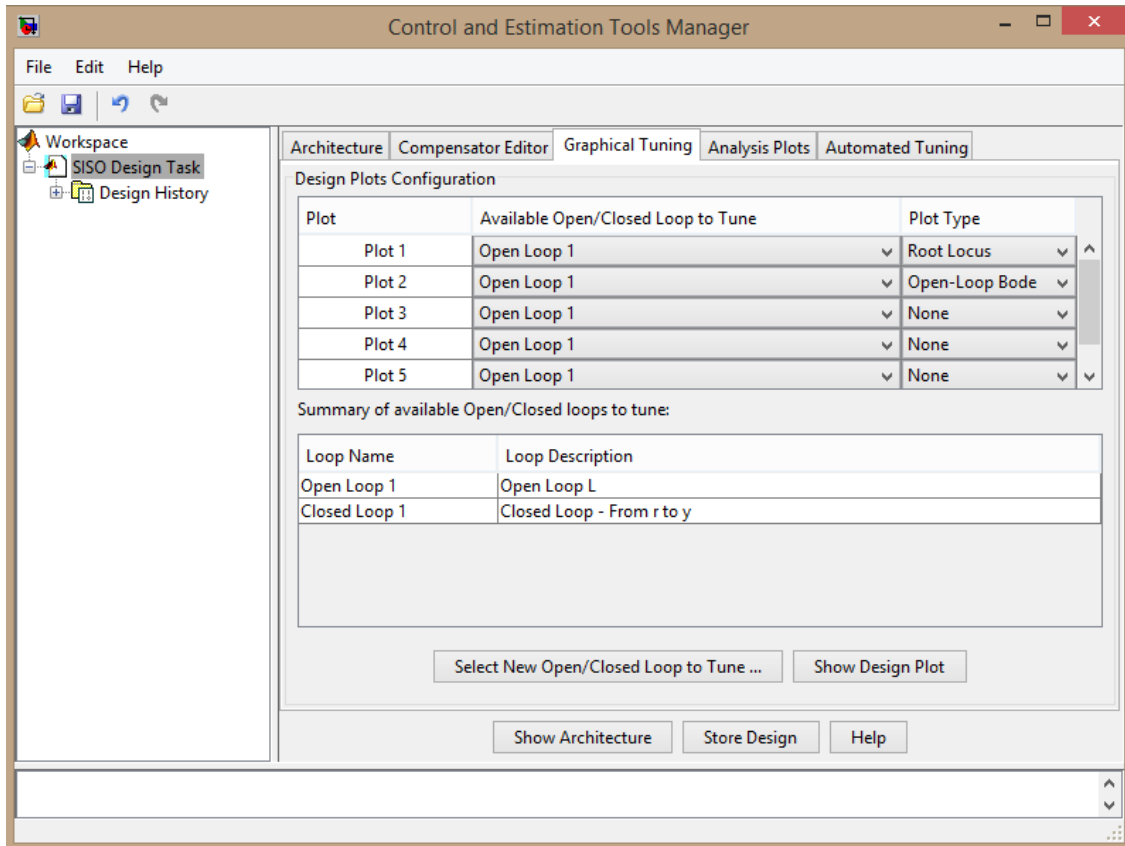 Control and Estimation Tools Manager
File Edit Help
Workspace
SISO Design Task
Design History
Architecture Compensator Editor Graphical Tuning Analysis Plots Automated Tuning
Design Plots Configuration
Plot Available Open/Closed Loop to Tune Plot Type
Plot 1 Open Loop 1 Root Locus
Plot 2 Open Loop 1 Open-Loop Bode
Plot 3 Open Loop 1 None
Plot 4 Open Loop 1 None
Plot 5 Open Loop 1 None
Summary of available Open/Closed loops to tune:
Loop Name Loop Description
Open Loop 1 Open Loop L
Closed Loop 1 Closed Loop - From r to y
Select New Open/Closed Loop to Tune ... Show Design Plot
Show Architecture Store Design Help